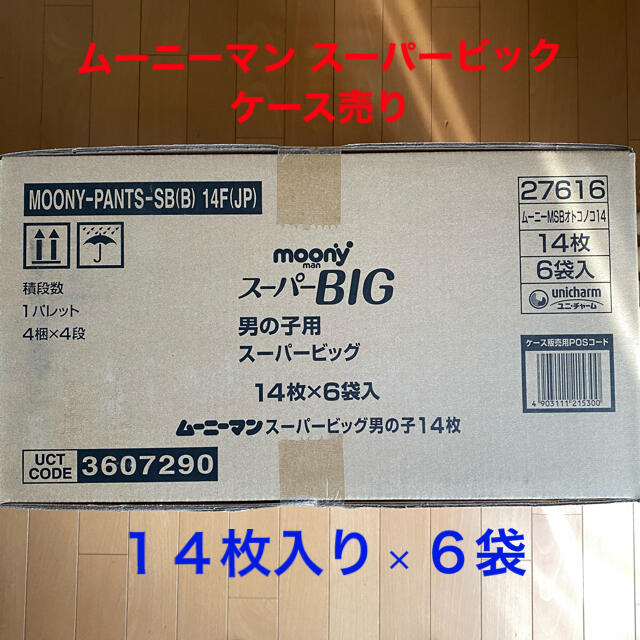 ムーニーマン スーパービック
ケース売り
MOONY-PANTS-SB(B) 14F(JP)
積段数
1パレット
4梱×4段
moony
man
スーパーBIG
男の子用
スーパービッグ
14枚×6袋入
ムーニーマンスーパービッグ男の子14枚
UCT
CODE
3607290
27616
ムーニーMSBオトコノコ14
14枚
6袋入
unicharm
ユニ・チャーム
ケース販売用POSコード
4 903111 215300
14枚入り×6袋